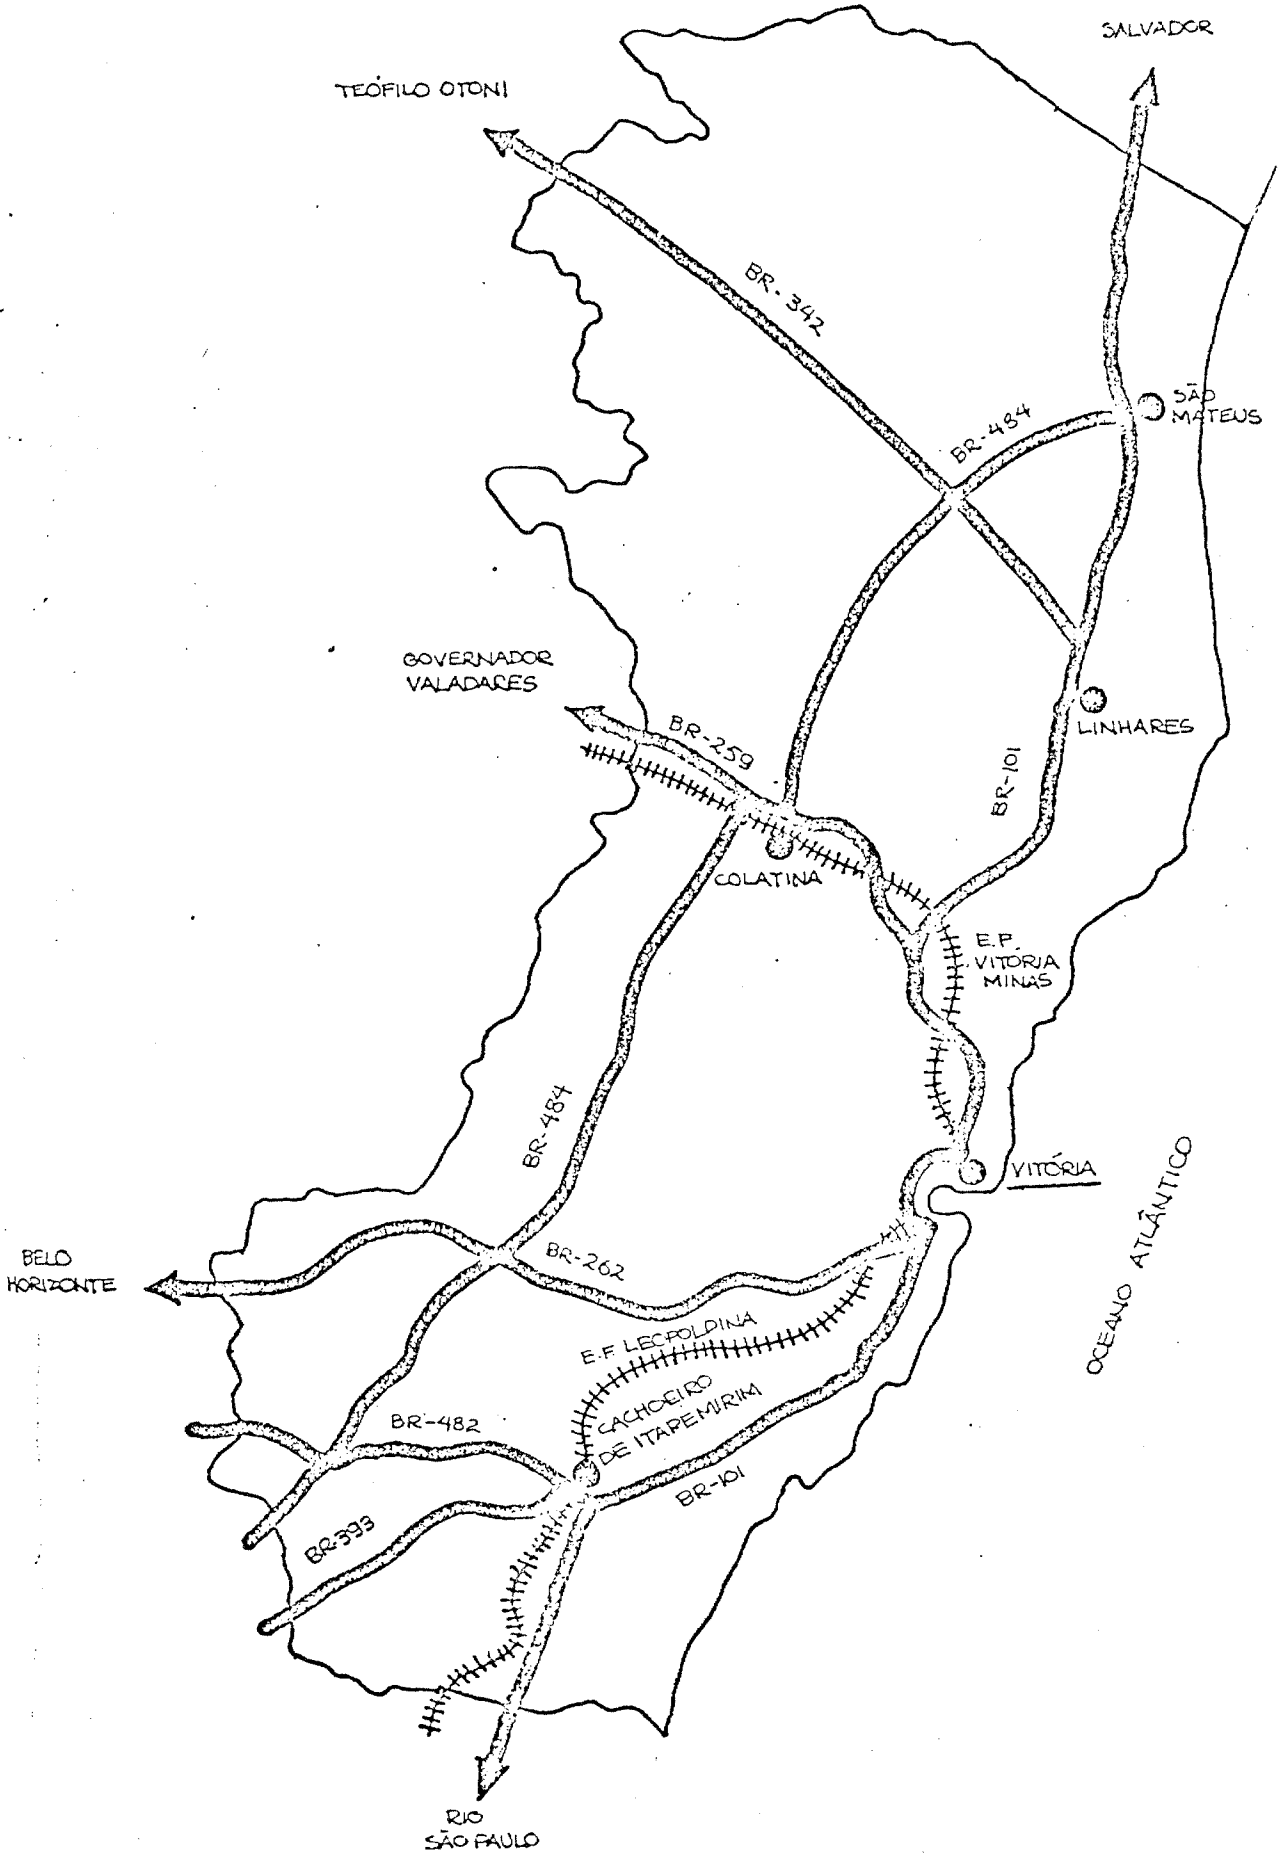 SALVADOR
TEÓFILO OTONI
BR-342
BR-484
SÃO
MATEUS
GOVERNADOR
VALADARES
BR-259
LINHARES
BR-101
COLATINA
E.F.
VITÓRIA
MINAS
BR-484
VITÓRIA
OCEANO ATLÂNTICO
BELO
HORIZONTE
BR-262
E.F. LEOPOLDINA
CACHOEIRO
DE ITAPEMIRIM
BR-482
BR-101
BR-393
RIO
SÃO PAULO